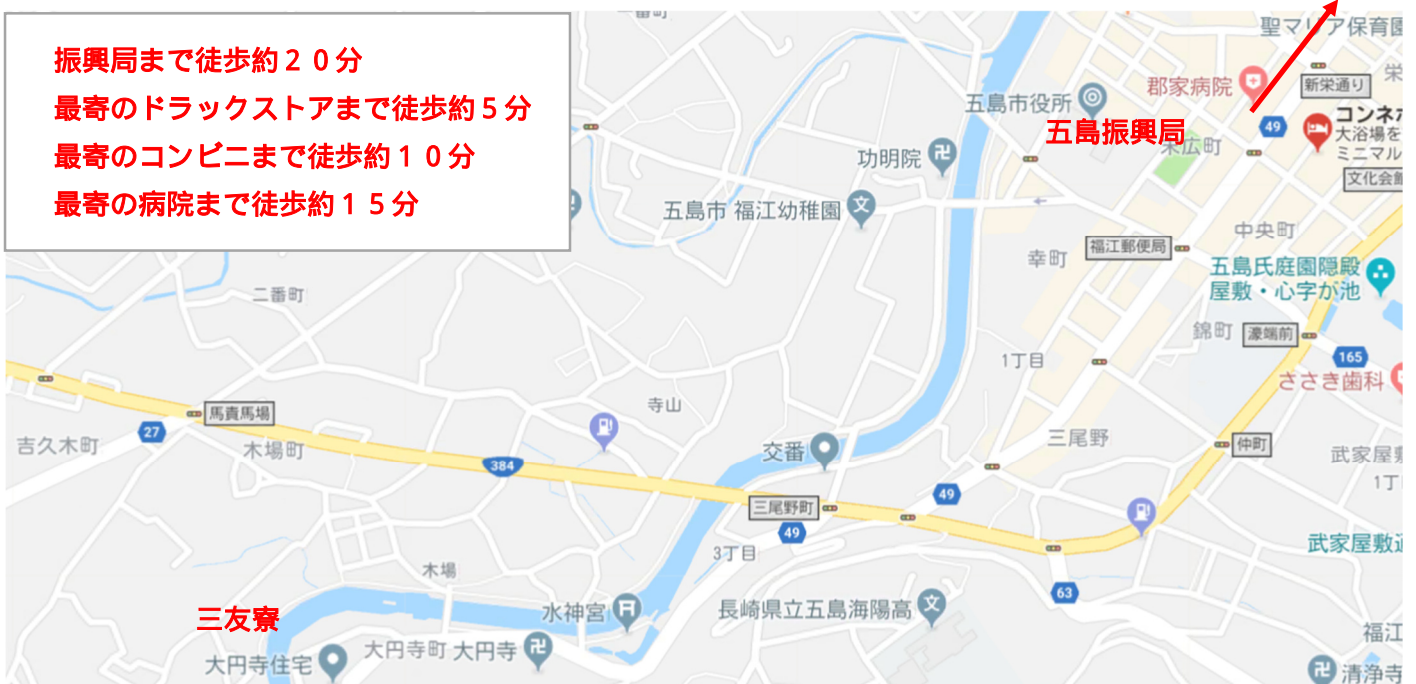 二番町
振興局まで徒歩約２０分
最寄のドラックストアまで徒歩約５分
最寄のコンビニまで徒歩約１０分
最寄の病院まで徒歩約１５分
聖マリア保育園
新栄通り
栄
郡家病院
五島市役所
五島振興局
49
コンネホ
大浴場を
ミニマル
末広町
文化会館
功明院
五島市 福江幼稚園
文
中央町
福江郵便局
幸町
五島氏庭園隠殿
屋敷・心字が池
二番町
錦町
濠端前
165
1丁目
ささき歯科
寺山
馬責馬場
27
吉久木町
木場町
三尾野
仲町
交番
武家屋敷
1丁
384
49
三尾野町
49
3丁目
武家屋敷通
木場
63
三友寮
水神宮
長崎県立五島海陽高
文
福江
大円寺町
大円寺
大円寺住宅
清浄寺